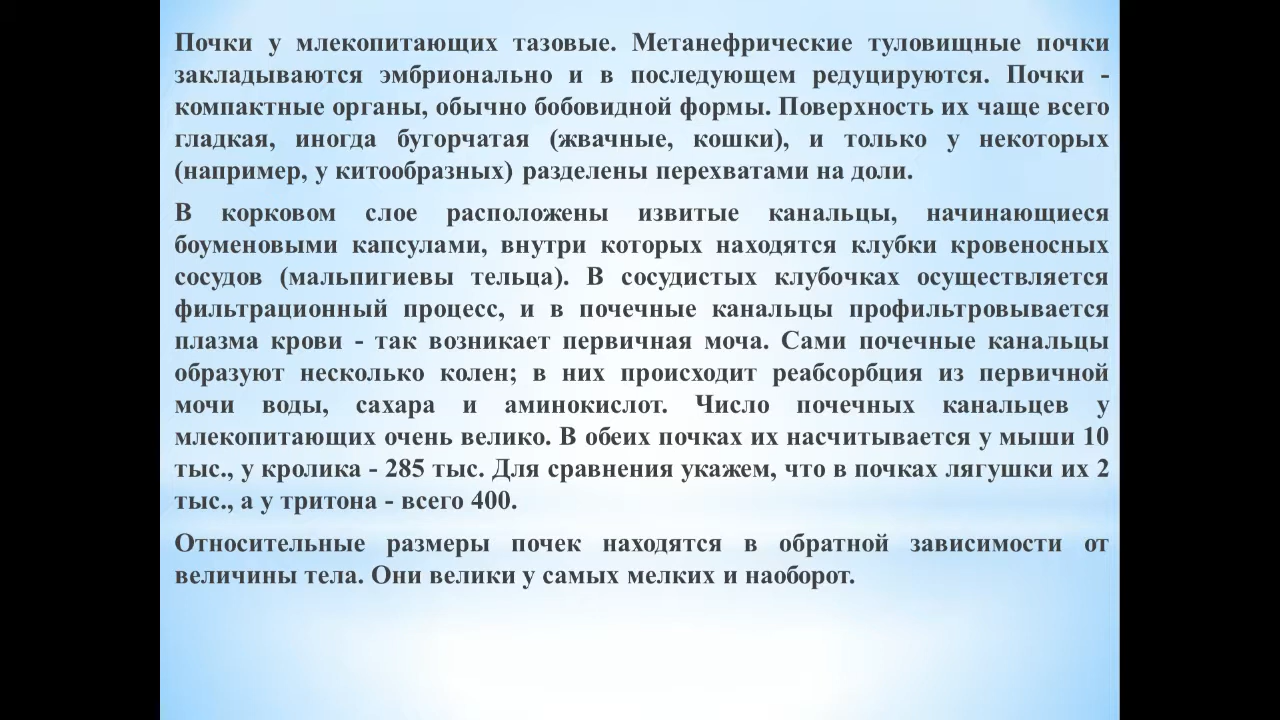 Почки у млекопитающих тазовые. Метанефрические туловищные почки
закладываются эмбрионально и в последующем редуцируются. Почки -
компактные органы, обычно бобовидной формы. Поверхность их чаще всего
гладкая, иногда бугорчатая (жвачные, кошки), и только у некоторых
(например, у китообразных) разделены перехватами на доли.
В корковом слое расположены извитые канальцы, начинающиеся
боуменовыми капсулами, внутри которых находятся клубки кровеносных
сосудов (мальпигиевы тельца). В сосудистых клубочках осуществляется
фильтрационный процесс, и в почечные канальцы профильтровывается
плазма крови - так возникает первичная моча. Сами почечные канальцы
образуют несколько колен; в них происходит реабсорбция из первичной
мочи воды, сахара и аминокислот. Число почечных канальцев у
млекопитающих очень велико. В обеих почках их насчитывается у мыши 10
тыс., у кролика - 285 тыс. Для сравнения укажем, что в почках лягушки их 2
тыс., а у тритона - всего 400.
Относительные размеры почек находятся в обратной зависимости от
величины тела. Они велики у самых мелких и наоборот.